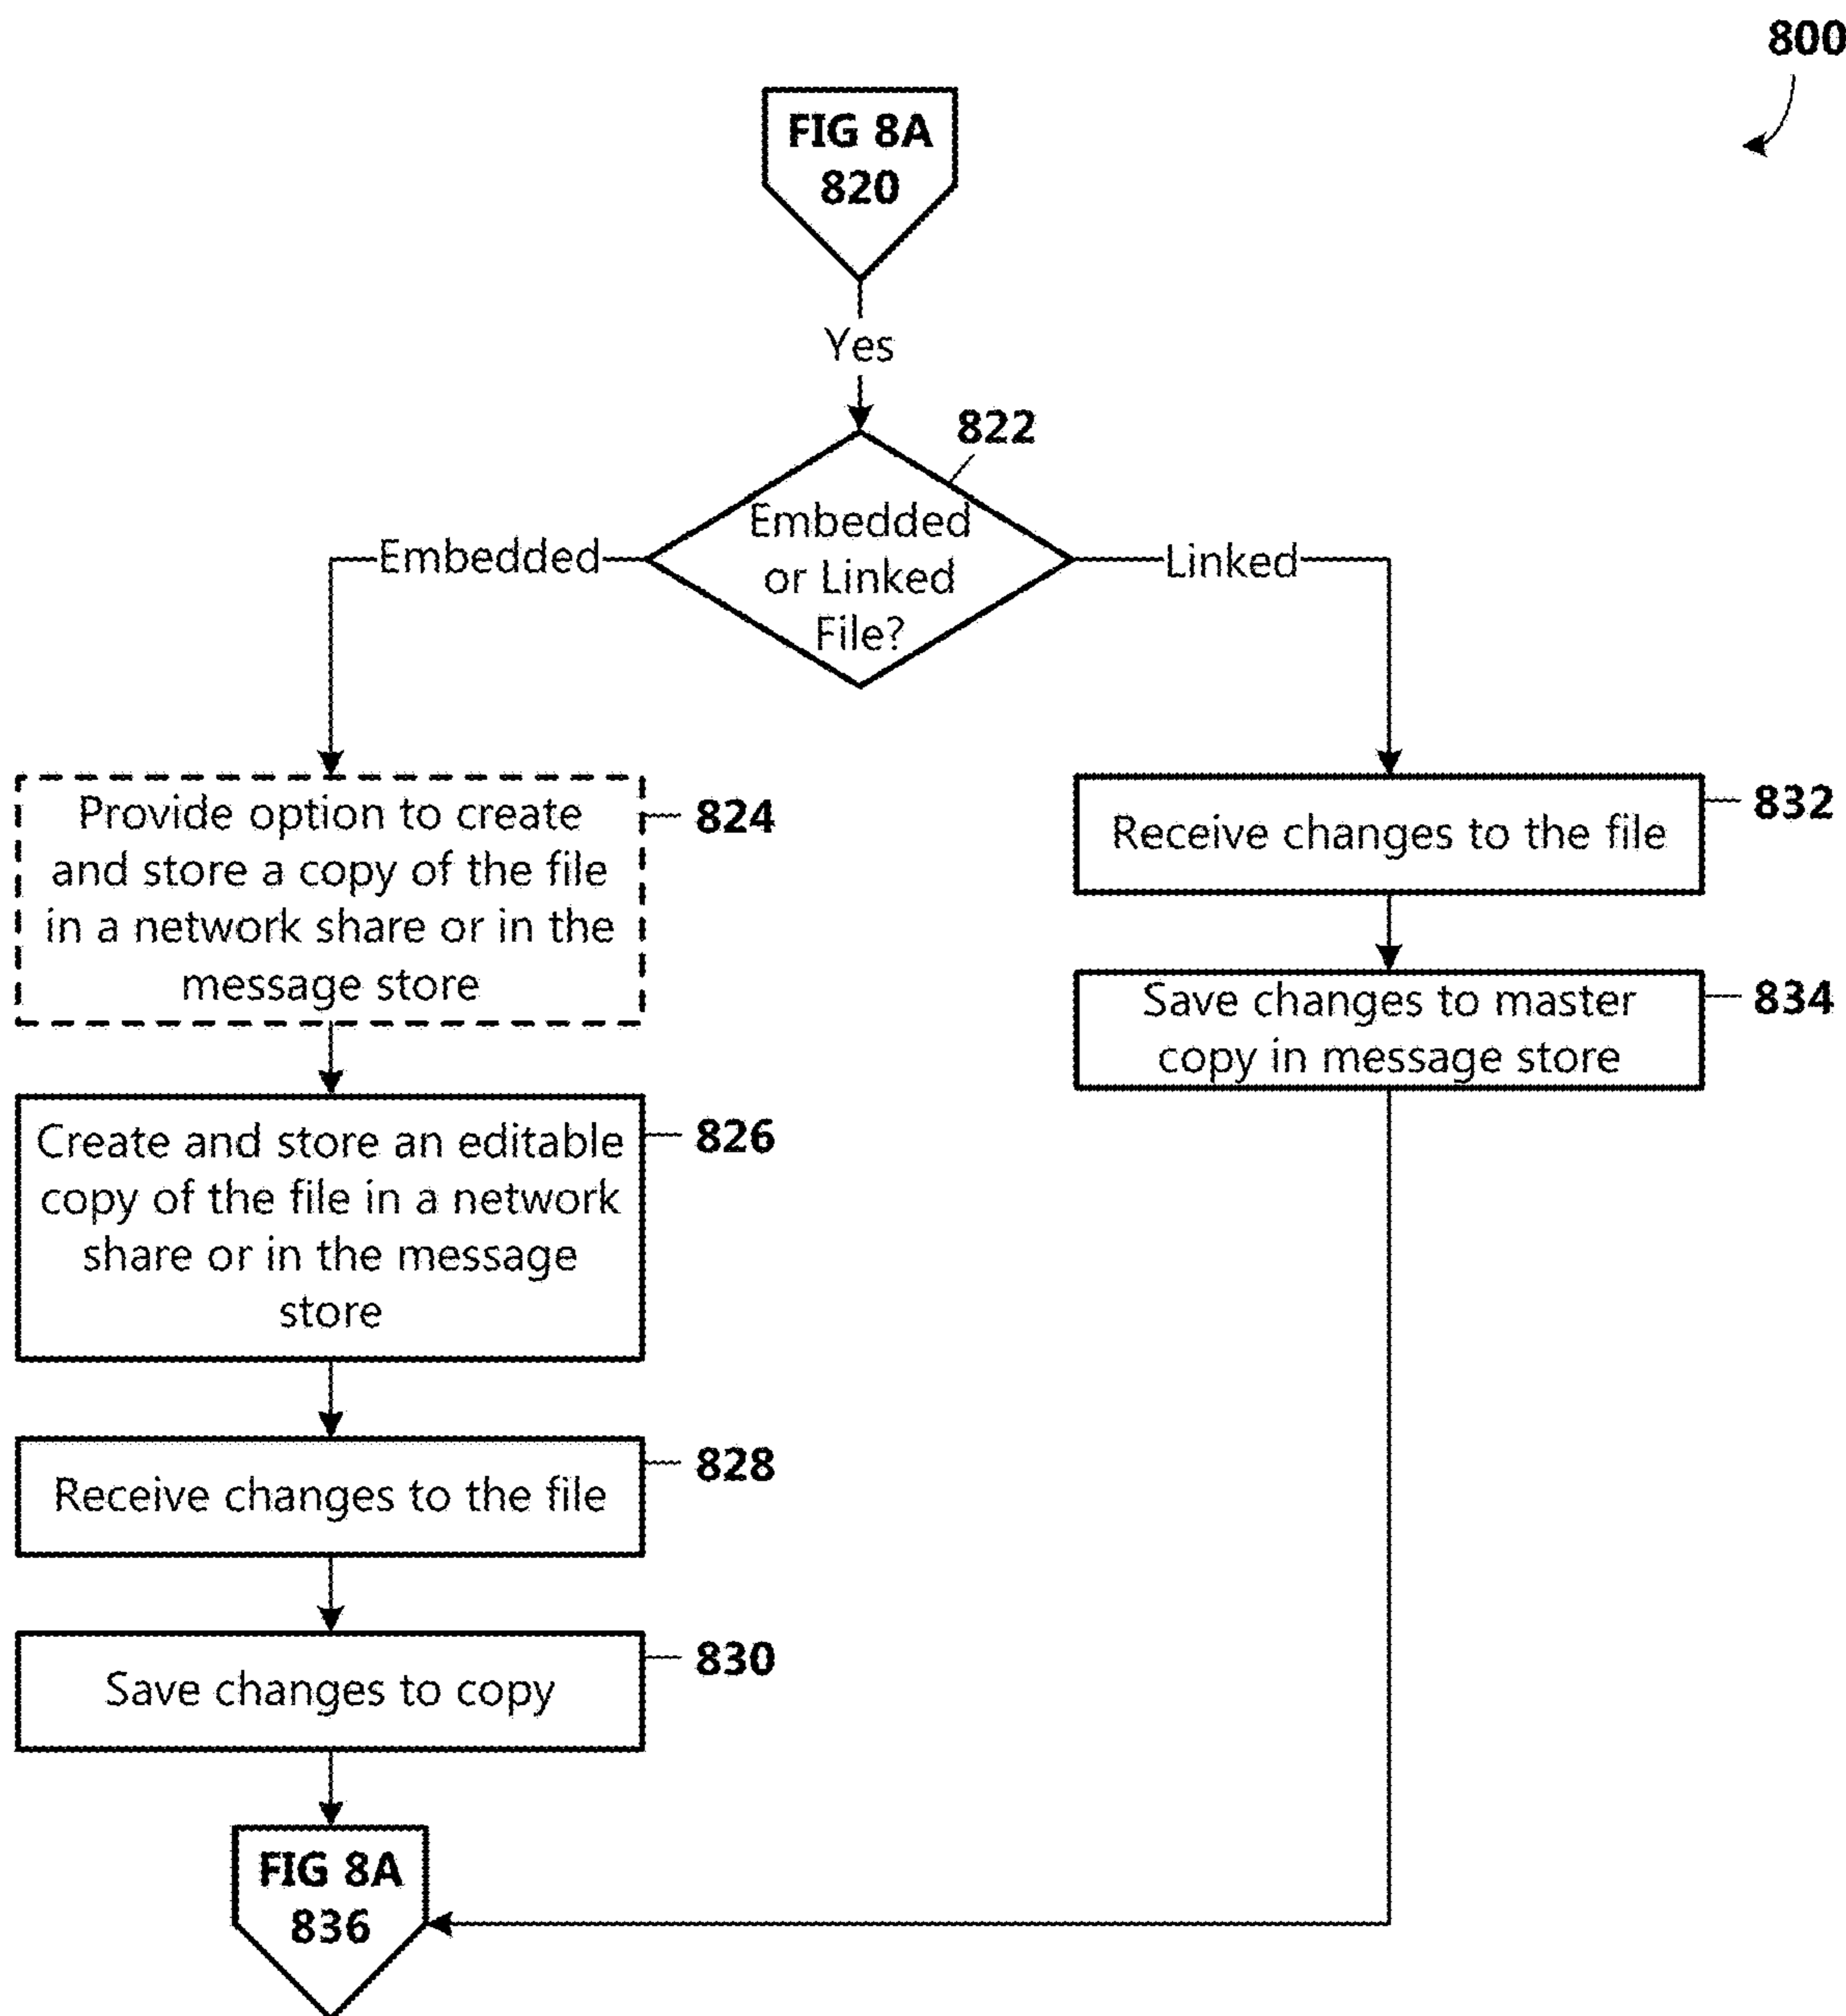 800
FIG 8A
820
Yes
822
Embedded
or Linked
File?
Embedded
Linked
Provide option to create
and store a copy of the file
in a network share or in the
message store
824
Create and store an editable
copy of the file in a network
share or in the message
store
826
Receive changes to the file
828
Save changes to copy
830
Receive changes to the file
832
Save changes to master
copy in message store
834
FIG 8A
836